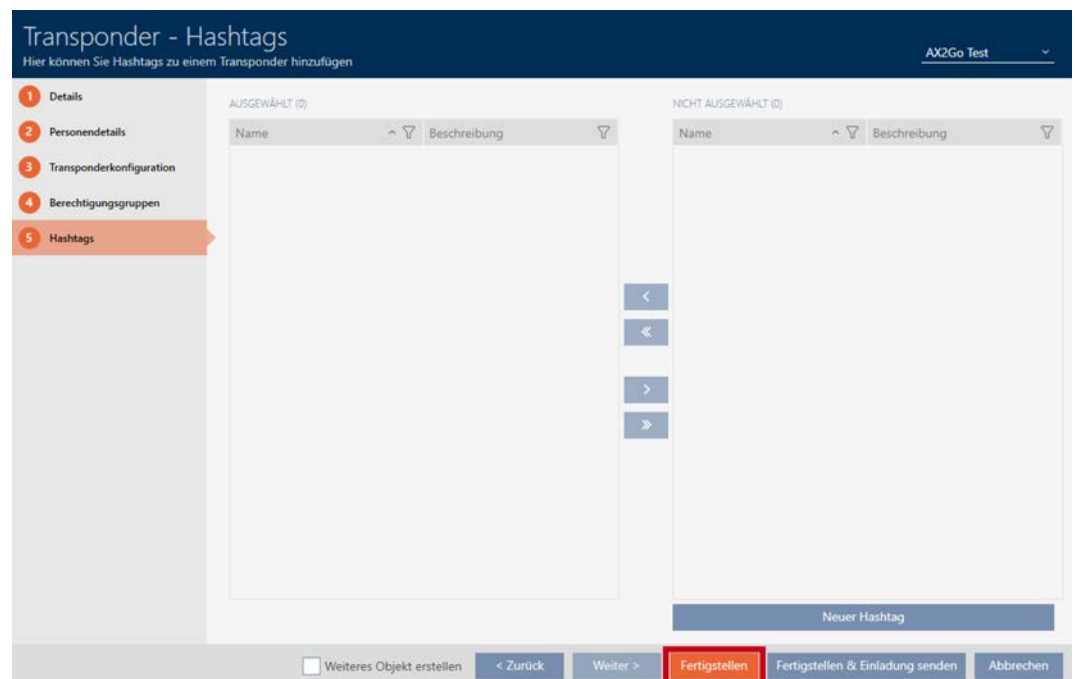 Transponder - Hashtags
Hier können Sie Hashtags zu einem Transponder hinzufügen
AX2Go Test
1 Details
2 Personendetails
3 Transponderkonfiguration
4 Berechtigungsgruppen
5 Hashtags
AUSGEWÄHLT (0)
Name Beschreibung
NICHT AUSGEWÄHLT (0)
Name Beschreibung
Neuer Hashtag
Weiteres Objekt erstellen < Zurück Weiter > Fertigstellen Fertigstellen & Einladung senden Abbrechen